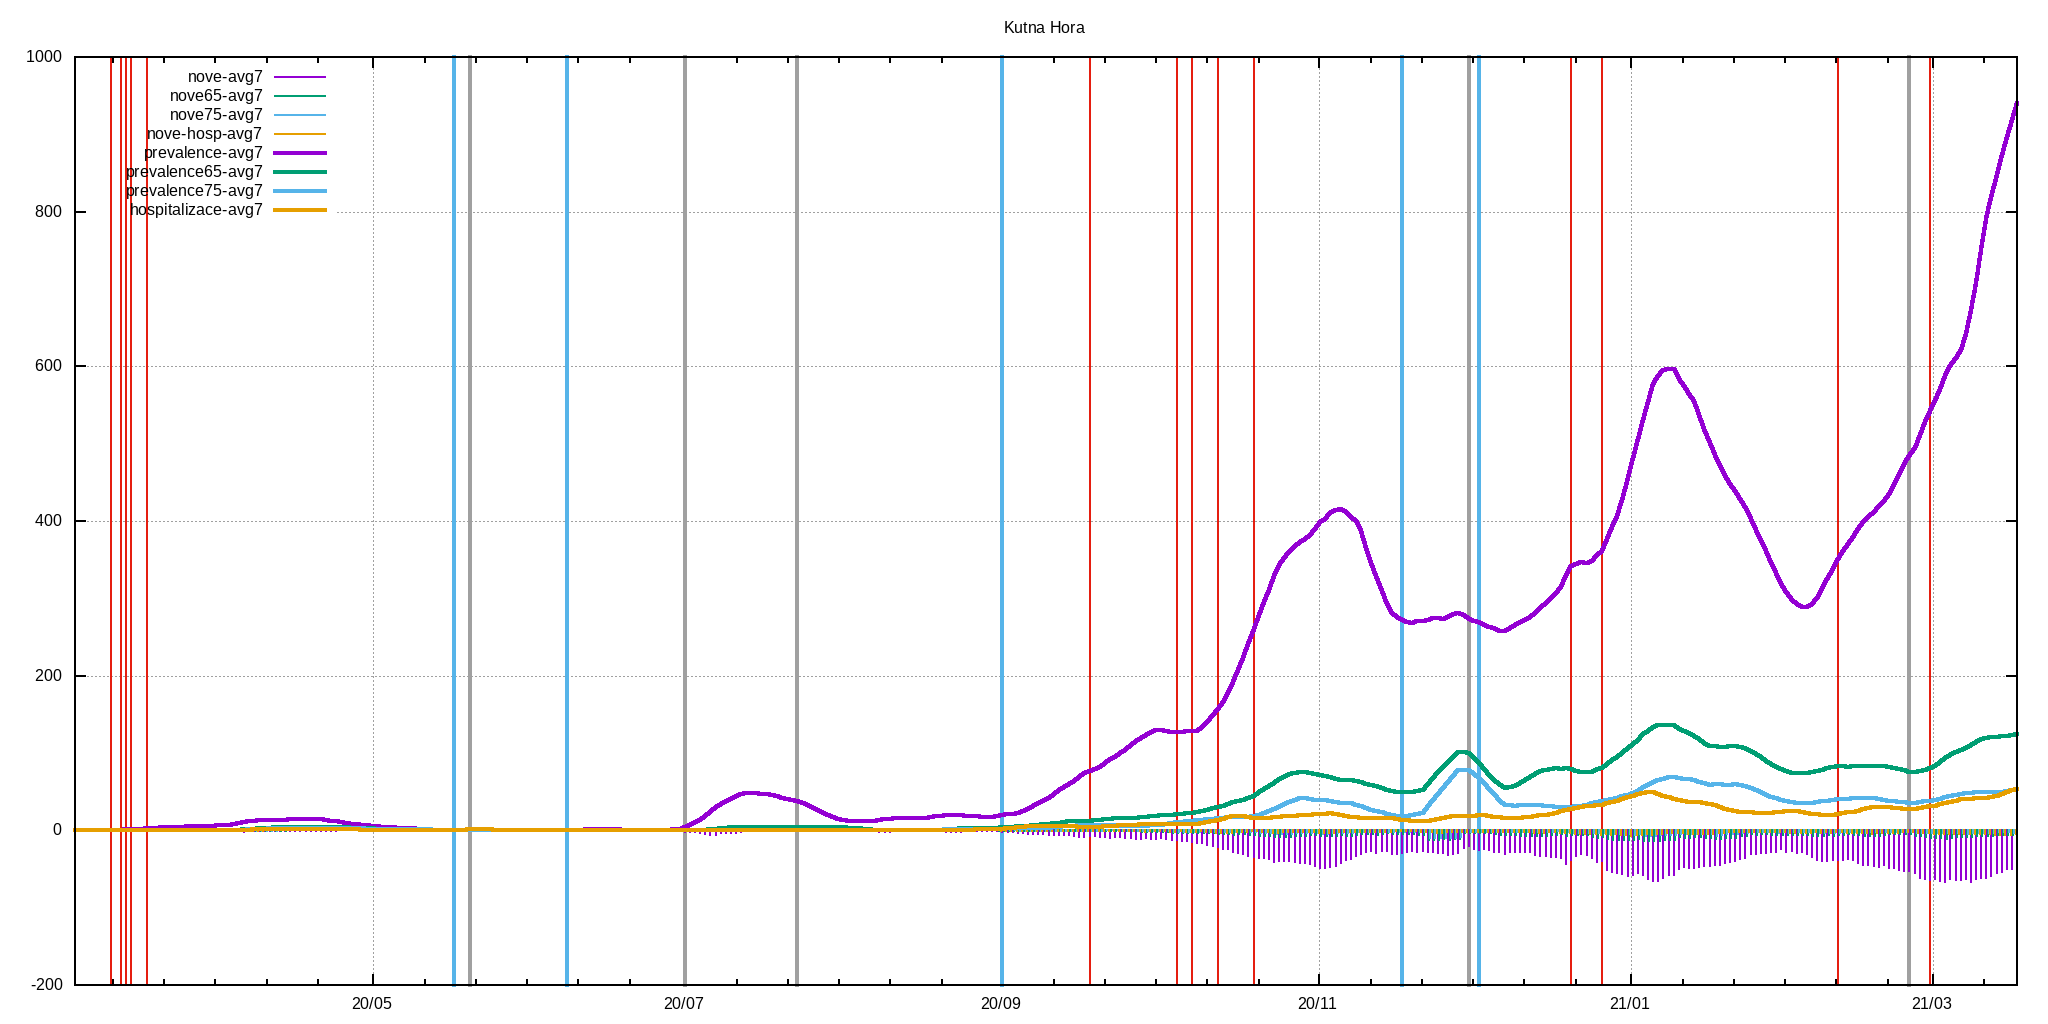 Kutna Hora
1000
800
600
400
200
0
-200
nove-avg7
nove65-avg7
nove75-avg7
nove-hosp-avg7
prevalence-avg7
prevalence65-avg7
prevalence75-avg7
hospitalizace-avg7
20/05 20/07 20/09 20/11 21/01 21/03